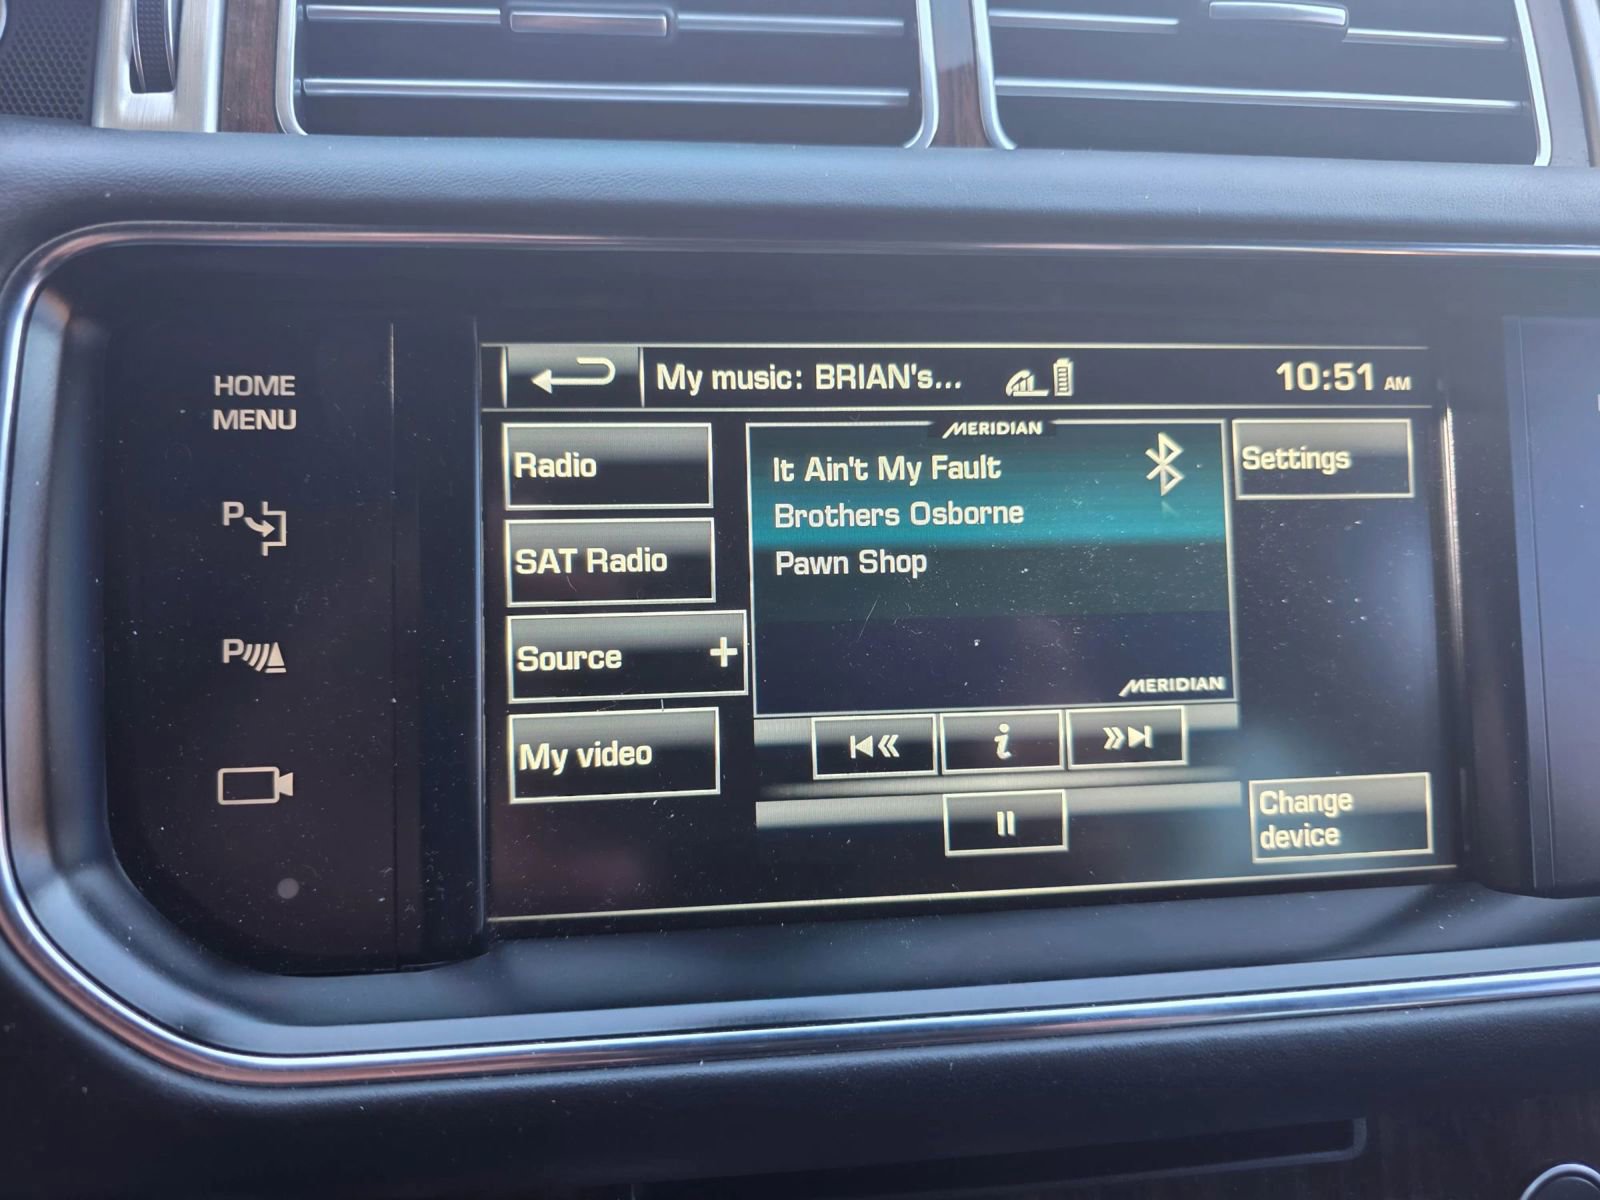 HOME
MENU
P
P
My music: BRIAN's...
10:51 AM
Radio
SAT Radio
Source +
My video
MERIDIAN
It Ain't My Fault
Brothers Osborne
Pawn Shop
MERIDIAN
i
Settings
Change
device